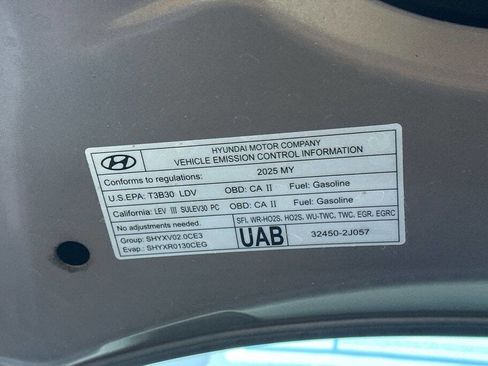 HYUNDAI MOTOR COMPANY
VEHICLE EMISSION CONTROL INFORMATION
Conforms to regulations: 2025 MY
U.S.EPA: T3B30 LDV OBD: CA II Fuel: Gasoline
California: LEV III SULEV30 PC OBD: CA II Fuel: Gasoline
No adjustments needed. SFI, WR-HO2S, HO2S, WU-TWC, TWC, EGR, EGRC
Group: SHYXV02.0CE3
Evap : SHYXR0130CEG
UAB 32450-2J057